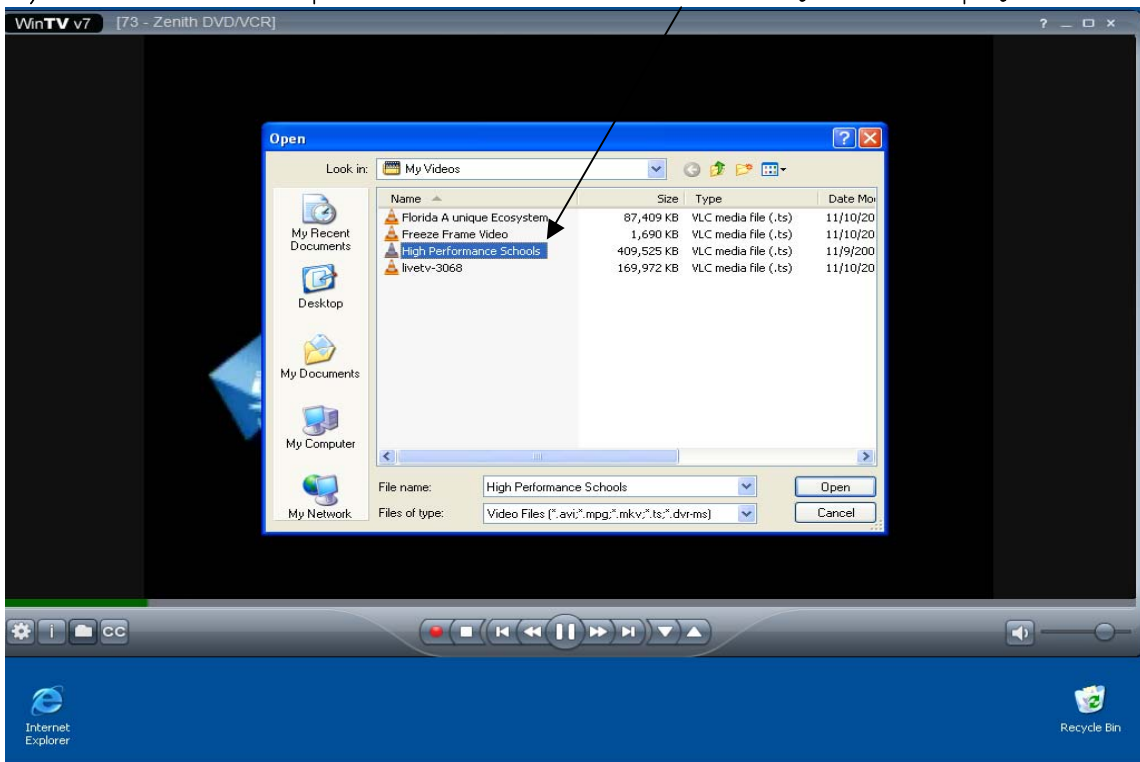 WinTV v7 [73 - Zenith DVD/VCR]
Open
Look in: My Videos
Name Size Type Date Mo
Florida A unique Ecosystem 87,409 KB VLC media file (.ts) 11/10/20
Freeze Frame Video 1,690 KB VLC media file (.ts) 11/10/20
High Performance Schools 409,525 KB VLC media file (.ts) 11/9/200
livetv-3068 169,972 KB VLC media file (.ts) 11/10/20
My Recent
Documents
Desktop
My Documents
My Computer
My Network
File name: High Performance Schools Open
Files of type: Video Files (*.avi;*.mpg;*.mkv;*.ts;*.dvr-ms) Cancel
i CC
Internet
Explorer
Recycle Bin